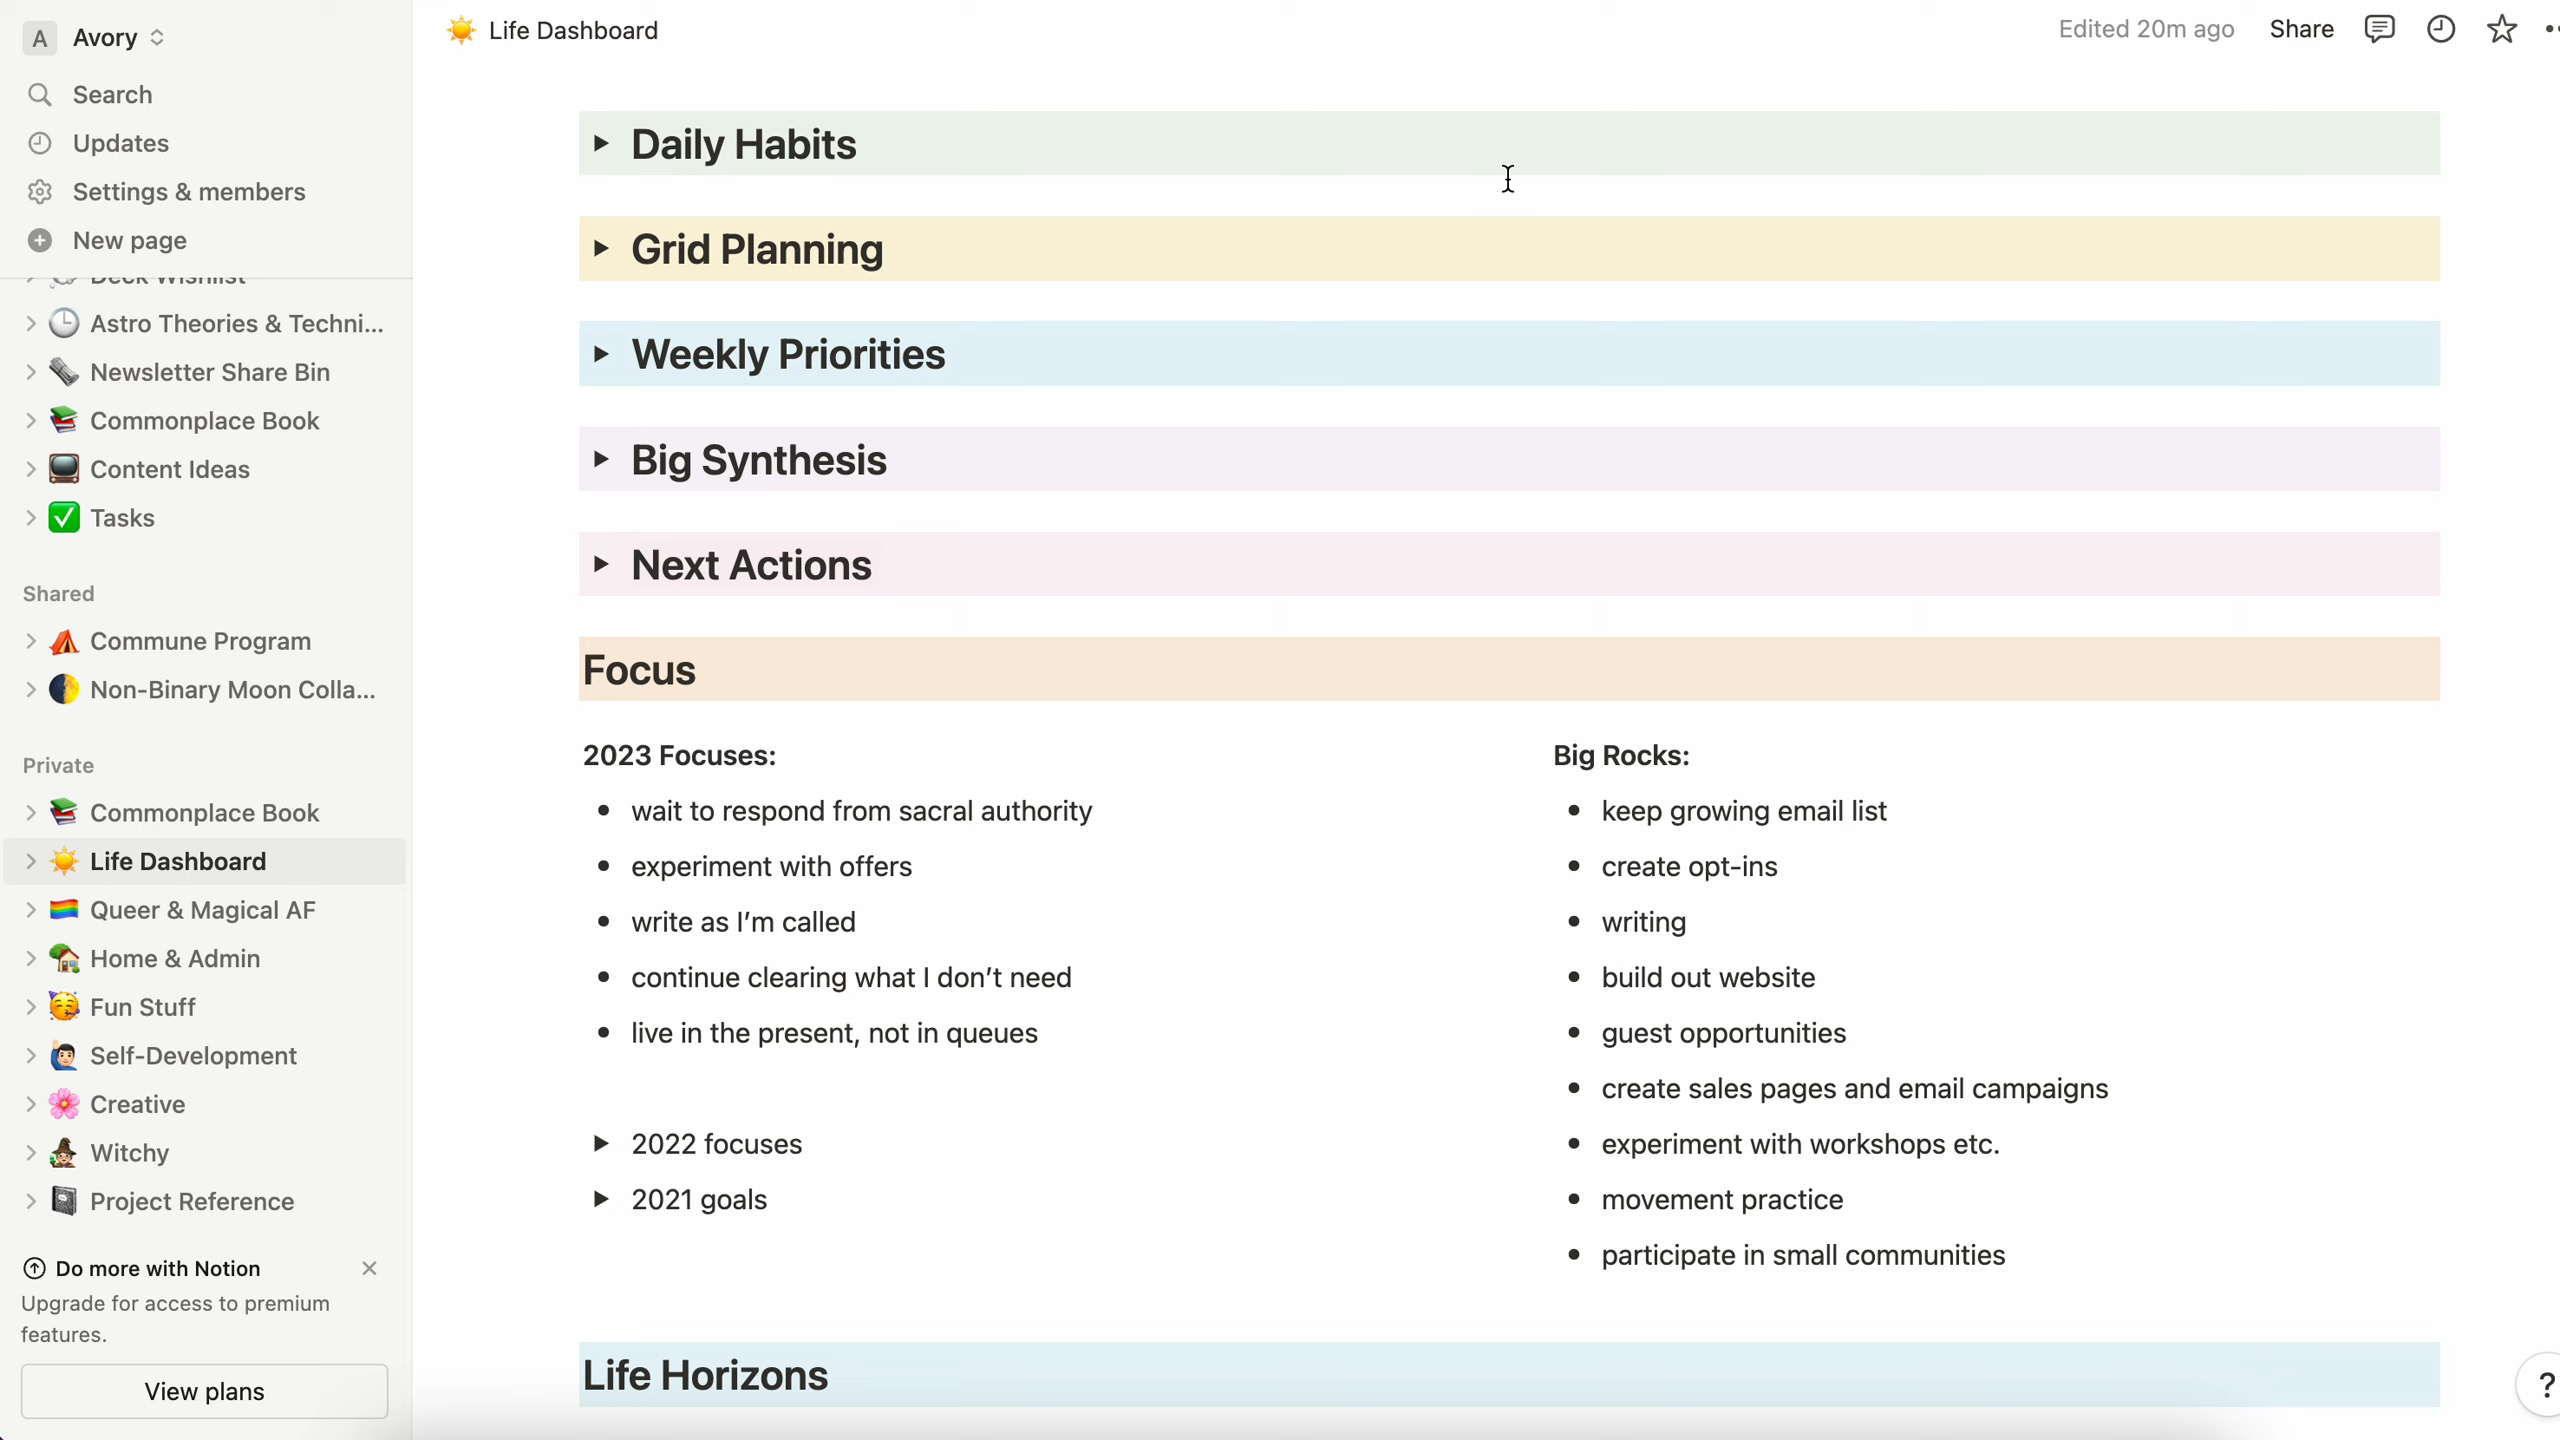 A Avory
Search
Updates
Settings & members
New page
Deck Wishlist
Astro Theories & Techni...
Newsletter Share Bin
Commonplace Book
Content Ideas
Tasks
Shared
Commune Program
Non-Binary Moon Colla...
Private
Commonplace Book
Life Dashboard
Queer & Magical AF
Home & Admin
Fun Stuff
Self-Development
Creative
Witchy
Project Reference
Do more with Notion
Upgrade for access to premium
features.
View plans
Life Dashboard
Edited 20m ago Share
Daily Habits
Grid Planning
Weekly Priorities
Big Synthesis
Next Actions
Focus
2023 Focuses:
• wait to respond from sacral authority
• experiment with offers
• write as I’m called
• continue clearing what I don’t need
• live in the present, not in queues
2022 focuses
2021 goals
Big Rocks:
• keep growing email list
• create opt-ins
• writing
• build out website
• guest opportunities
• create sales pages and email campaigns
• experiment with workshops etc.
• movement practice
• participate in small communities
Life Horizons
?